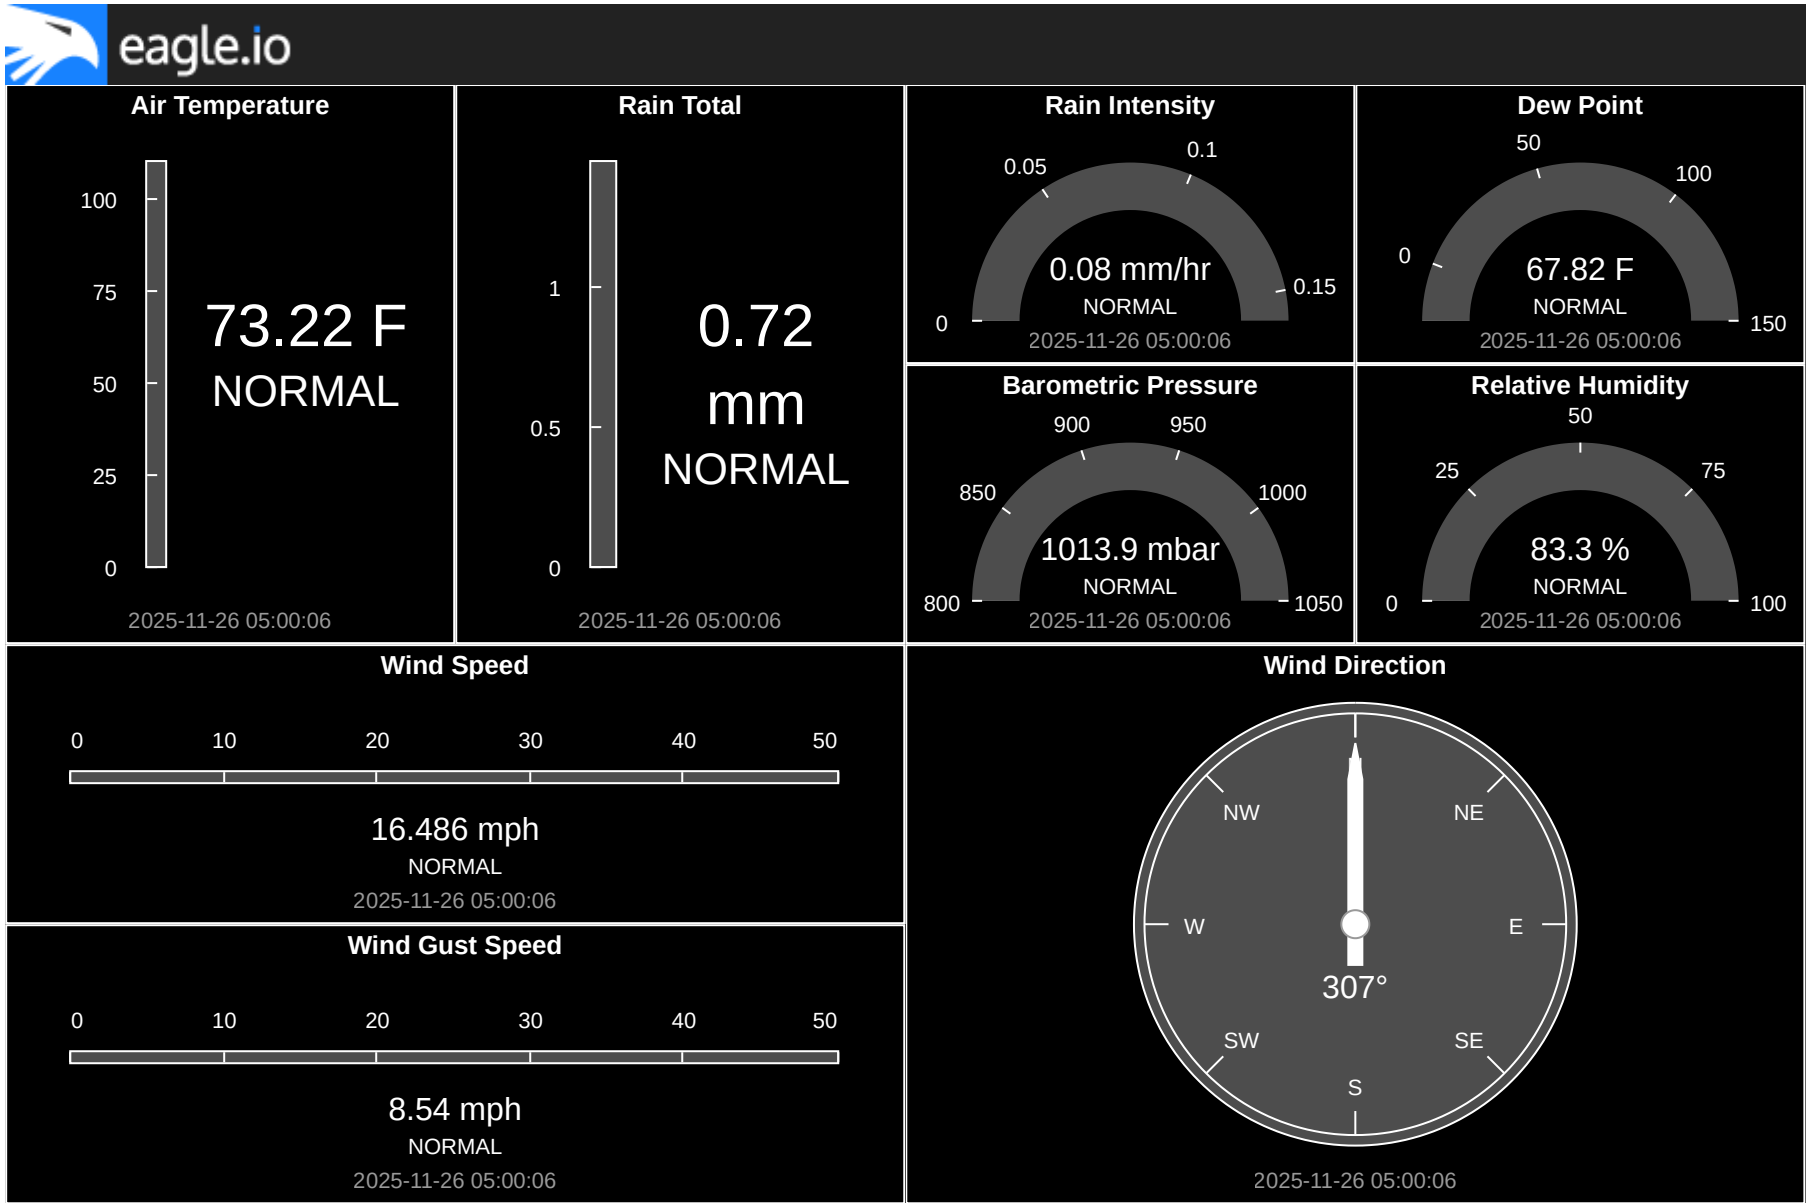 eagle.io
Air Temperature
100
75
50
25
0
73.22 F
NORMAL
2025-11-26 05:00:06
Rain Total
1
0.5
0
0.72
mm
NORMAL
2025-11-26 05:00:06
Rain Intensity
0
0.05
0.1
0.15
0.08 mm/hr
NORMAL
2025-11-26 05:00:06
Dew Point
0
50
100
150
67.82 F
NORMAL
2025-11-26 05:00:06
Barometric Pressure
800
850
900
950
1000
1050
1013.9 mbar
NORMAL
2025-11-26 05:00:06
Relative Humidity
0
25
50
75
100
83.3 %
NORMAL
2025-11-26 05:00:06
Wind Speed
0 10 20 30 40 50
16.486 mph
NORMAL
2025-11-26 05:00:06
Wind Gust Speed
0 10 20 30 40 50
8.54 mph
NORMAL
2025-11-26 05:00:06
Wind Direction
NW NE
W E
307°
SW SE
S
2025-11-26 05:00:06